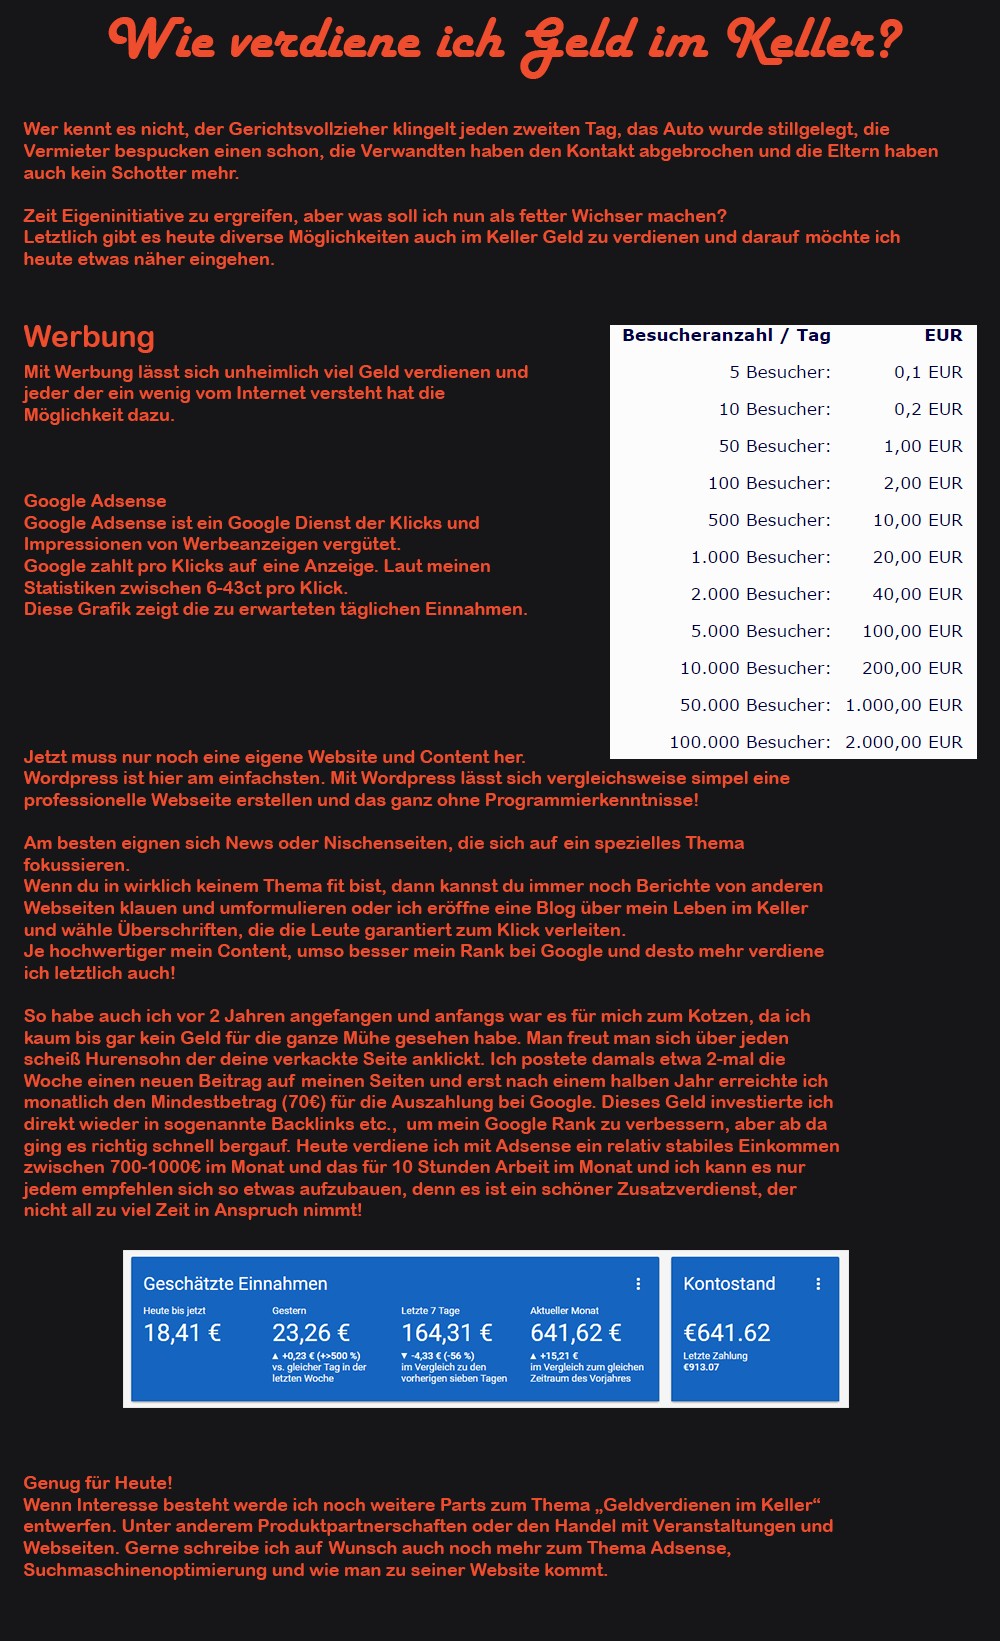 Wie verdiene ich Geld im Keller?
Wer kennt es nicht, der Gerichtsvollzieher klingelt jeden zweiten Tag, das Auto wurde stillgelegt, die
Vermieter bespucken einen schon, die Verwandten haben den Kontakt abgebrochen und die Eltern haben
auch kein Schotter mehr.
Zeit Eigeninitiative zu ergreifen, aber was soll ich nun als fetter Wichser machen?
Letztlich gibt es heute diverse Möglichkeiten auch im Keller Geld zu verdienen und darauf möchte ich
heute etwas näher eingehen.
Werbung
Mit Werbung lässt sich unheimlich viel Geld verdienen und
jeder der ein wenig vom Internet versteht hat die
Möglichkeit dazu.
Google Adsense
Google Adsense ist ein Google Dienst der Klicks und
Impressionen von Werbeanzeigen vergütet.
Google zahlt pro Klicks auf eine Anzeige. Laut meinen
Statistiken zwischen 6-43ct pro Klick.
Diese Grafik zeigt die zu erwarteten täglichen Einnahmen.
Besucheranzahl / Tag EUR
5 Besucher: 0,1 EUR
10 Besucher: 0,2 EUR
50 Besucher: 1,00 EUR
100 Besucher: 2,00 EUR
500 Besucher: 10,00 EUR
1.000 Besucher: 20,00 EUR
2.000 Besucher: 40,00 EUR
5.000 Besucher: 100,00 EUR
10.000 Besucher: 200,00 EUR
50.000 Besucher: 1.000,00 EUR
100.000 Besucher: 2.000,00 EUR
Jetzt muss nur noch eine eigene Website und Content her.
Wordpress ist hier am einfachsten. Mit Wordpress lässt sich vergleichsweise simpel eine
professionelle Webseite erstellen und das ganz ohne Programmierkenntnisse!
Am besten eignen sich News oder Nischenseiten, die sich auf ein spezielles Thema
fokussieren.
Wenn du in wirklich keinem Thema fit bist, dann kannst du immer noch Berichte von anderen
Webseiten klauen und umformulieren oder ich eröffne eine Blog über mein Leben im Keller
und wähle Überschriften, die die Leute garantiert zum Klick verleiten.
Je hochwertiger mein Content, umso besser mein Rank bei Google und desto mehr verdiene
ich letztlich auch!
So habe auch ich vor 2 Jahren angefangen und anfangs war es für mich zum Kotzen, da ich
kaum bis gar kein Geld für die ganze Mühe gesehen habe. Man freut man sich über jeden
scheiß Hurensohn der deine verkackte Seite anklickt. Ich postete damals etwa 2-mal die
Woche einen neuen Beitrag auf meinen Seiten und erst nach einem halben Jahr erreichte ich
monatlich den Mindestbetrag (70€) für die Auszahlung bei Google. Dieses Geld investierte ich
direkt wieder in sogenannte Backlinks etc., um mein Google Rank zu verbessern, aber ab da
ging es richtig schnell bergauf. Heute verdiene ich mit Adsense ein relativ stabiles Einkommen
zwischen 700-1000€ im Monat und das für 10 Stunden Arbeit im Monat und ich kann es nur
jedem empfehlen sich so etwas aufzubauen, denn es ist ein schöner Zusatzverdienst, der
nicht all zu viel Zeit in Anspruch nimmt!
Geschätzte Einnahmen
Heute bis jetzt
18,41 €
Gestern
23,26 €
▲ +0,23 € (+>500 %)
vs. gleicher Tag in der
letzten Woche
Letzte 7 Tage
164,31 €
▼ -4,33 € (-56 %)
im Vergleich zu den
vorherigen sieben Tagen
Aktueller Monat
641,62 €
▲ +15,21 €
im Vergleich zum gleichen
Zeitraum des Vorjahres
Kontostand
€641.62
Letzte Zahlung
€913.07
Genug für Heute!
Wenn Interesse besteht werde ich noch weitere Parts zum Thema „Geldverdienen im Keller“
entwerfen. Unter anderem Produktpartnerschaften oder den Handel mit Veranstaltungen und
Webseiten. Gerne schreibe ich auf Wunsch auch noch mehr zum Thema Adsense,
Suchmaschinenoptimierung und wie man zu seiner Website kommt.